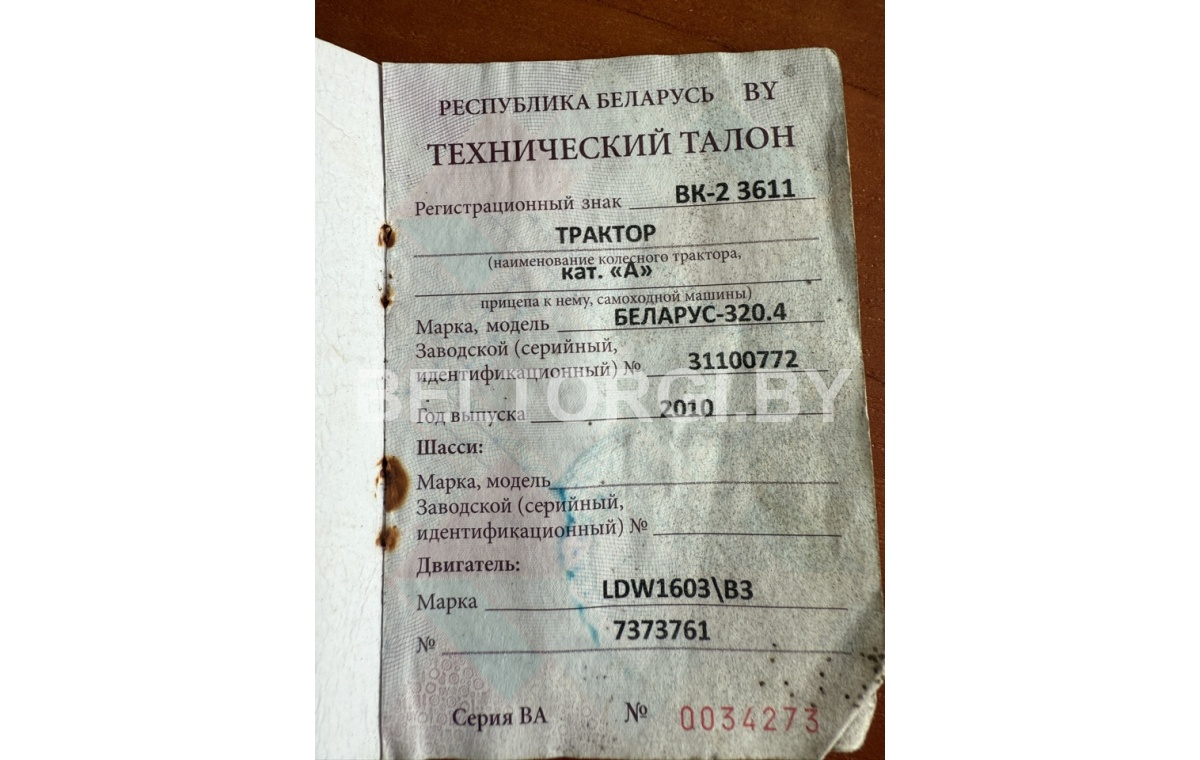 РЕСПУБЛИКА БЕЛАРУСЬ BY
ТЕХНИЧЕСКИЙ ТАЛОН
Регистрационный знак ВК-2 3611
ТРАКТОР
(наименование колесного трактора,
кат. «А»
прицепа к нему, самоходной машины)
Марка, модель БЕЛАРУС-320.4
Заводской (серийный,
идентификационный) № 31100772
BELTORGI.BY
Год выпуска 2010
Шасси:
Марка, модель
Заводской (серийный,
идентификационный) №
Двигатель:
Марка LDW1603\B3
№ 7373761
Серия ВА № 0034273